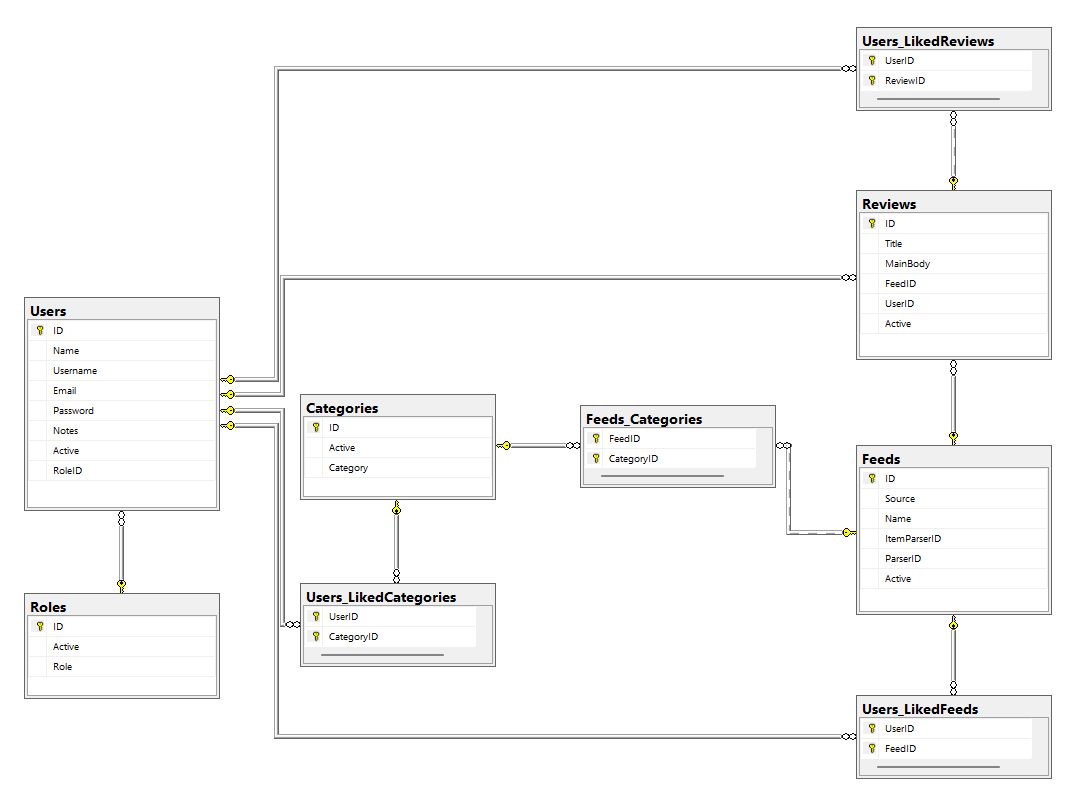 Users_LikedReviews
UserID
ReviewID
Reviews
ID
Title
MainBody
FeedID
UserID
Active
Users
ID
Name
Username
Email
Password
Notes
Active
RoleID
Categories
ID
Active
Category
Feeds_Categories
FeedID
CategoryID
Feeds
ID
Source
Name
ItemParserID
ParserID
Active
Roles
ID
Active
Role
Users_LikedCategories
UserID
CategoryID
Users_LikedFeeds
UserID
FeedID